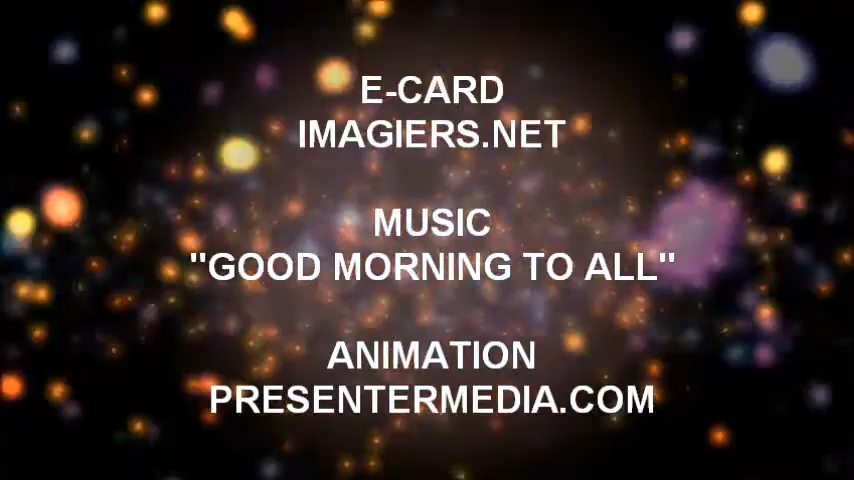 E-CARD
IMAGIERS.NET
MUSIC
"GOOD MORNING TO ALL"
ANIMATION
PRESENTERMEDIA.COM